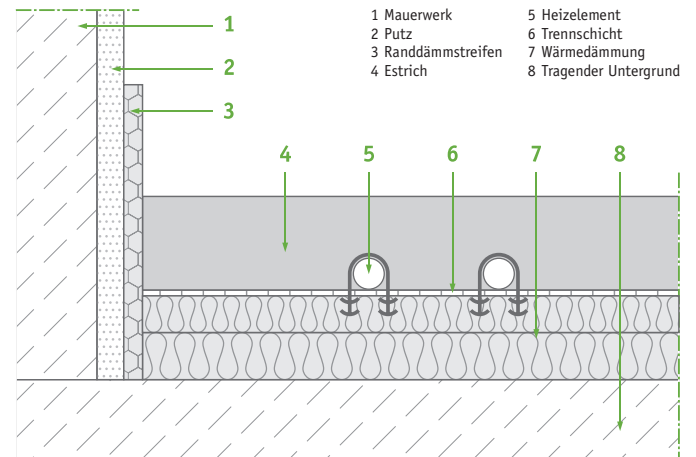 1 Mauerwerk
2 Putz
3 Randdämmstreifen
4 Estrich
5 Heizelement
6 Trennschicht
7 Wärmedämmung
8 Tragender Untergrund
1
2
3
4 5 6 7 8